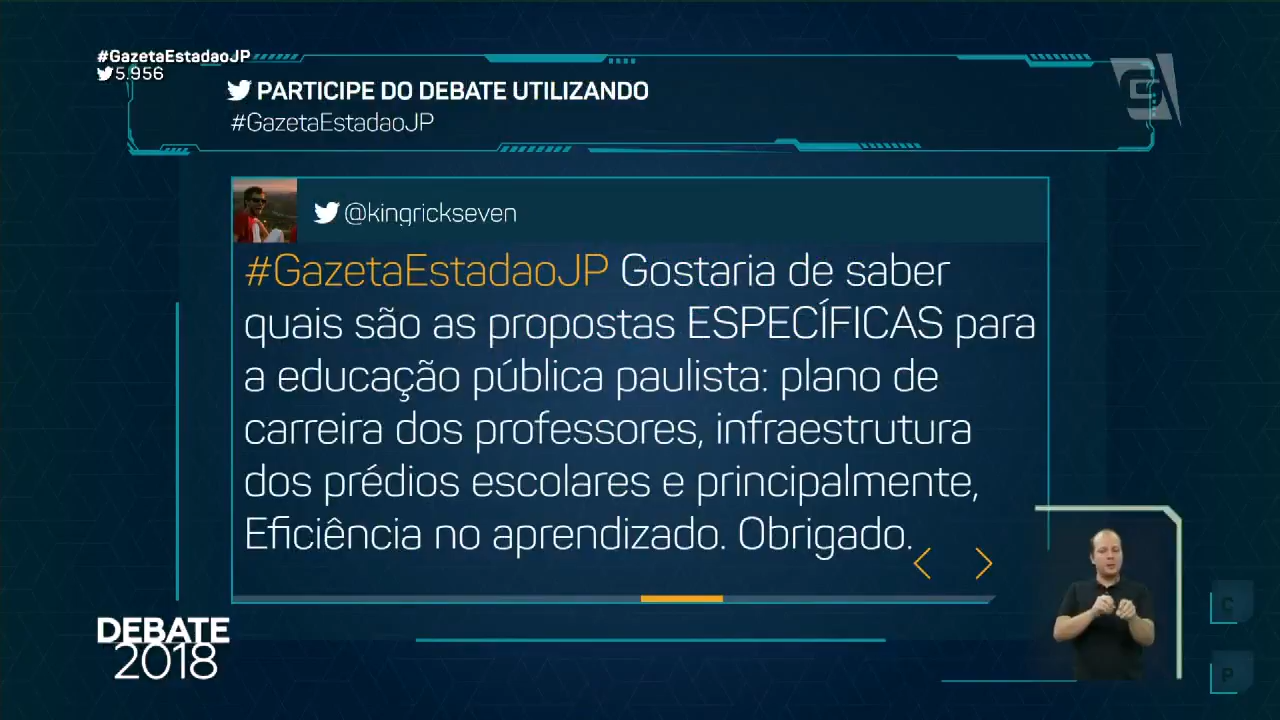 #GazetaEstadaoJP
5.956
PARTICIPE DO DEBATE UTILIZANDO
#GazetaEstadaoJP
@kingrickseven
#GazetaEstadaoJP Gostaria de saber
quais são as propostas ESPECÍFICAS para
a educação pública paulista: plano de
carreira dos professores, infraestrutura
dos prédios escolares e principalmente,
Eficiência no aprendizado. Obrigado.
DEBATE
2018
C
P